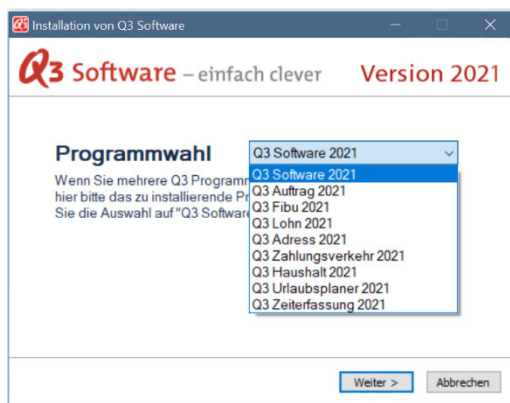 Installation von Q3 Software
Q3 Software – einfach clever Version 2021
Programmwahl
Q3 Software 2021
Wenn Sie mehrere Q3
hier bitte das zu installierende
Sie die Auswahl auf "Q3
Q3 Software 2021
Q3 Auftrag 2021
Q3 Fibu 2021
Q3 Lohn 2021
Q3 Adress 2021
Q3 Zahlungsverkehr 2021
Q3 Haushalt 2021
Q3 Urlaubsplaner 2021
Q3 Zeiterfassung 2021
Weiter >
Abbrechen